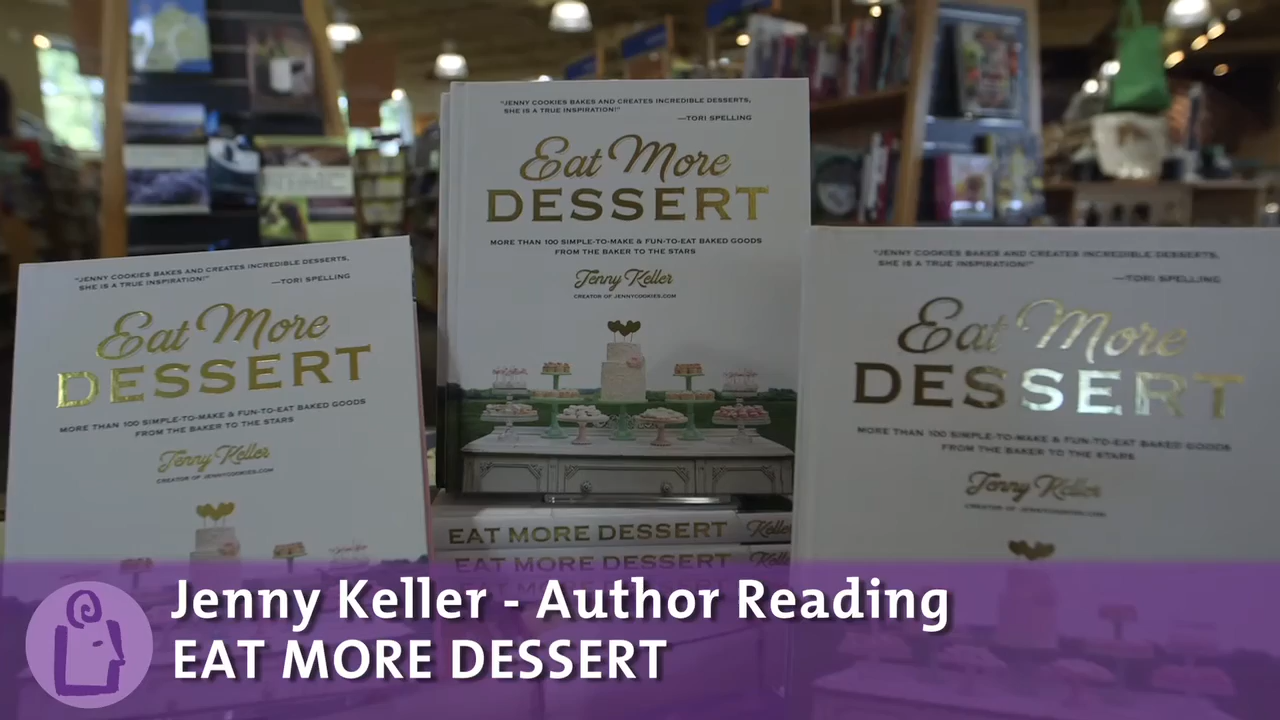 "JENNY COOKIES BAKES AND CREATES INCREDIBLE DESSERTS,
SHE IS A TRUE INSPIRATION!"
—TORI SPELLING
Eat More
DESSERT
MORE THAN 100 SIMPLE-TO-MAKE & FUN-TO-EAT BAKED GOODS
FROM THE BAKER TO THE STARS
Jenny Keller
CREATOR OF JENNYCOOKIES.COM
"JENNY COOKIES BAKES AND CREATES INCREDIBLE DESSERTS,
SHE IS A TRUE INSPIRATION!"
—TORI SPELLING
Eat More
DESSERT
MORE THAN 100 SIMPLE-TO-MAKE & FUN-TO-EAT BAKED GOODS
FROM THE BAKER TO THE STARS
Jenny Keller
CREATOR OF JENNYCOOKIES.COM
EAT MORE DESSERT Keller
EAT MORE DESSERT Keller
"JENNY COOKIES BAKES AND CREATES INCREDIBLE DESSERTS,
SHE IS A TRUE INSPIRATION!"
—TORI SPELLING
Eat More
DESSERT
MORE THAN 100 SIMPLE-TO-MAKE & FUN-TO-EAT BAKED GOODS
FROM THE BAKER TO THE STARS
Jenny Keller
CREATOR OF JENNYCOOKIES.COM
Jenny Keller - Author Reading
EAT MORE DESSERT